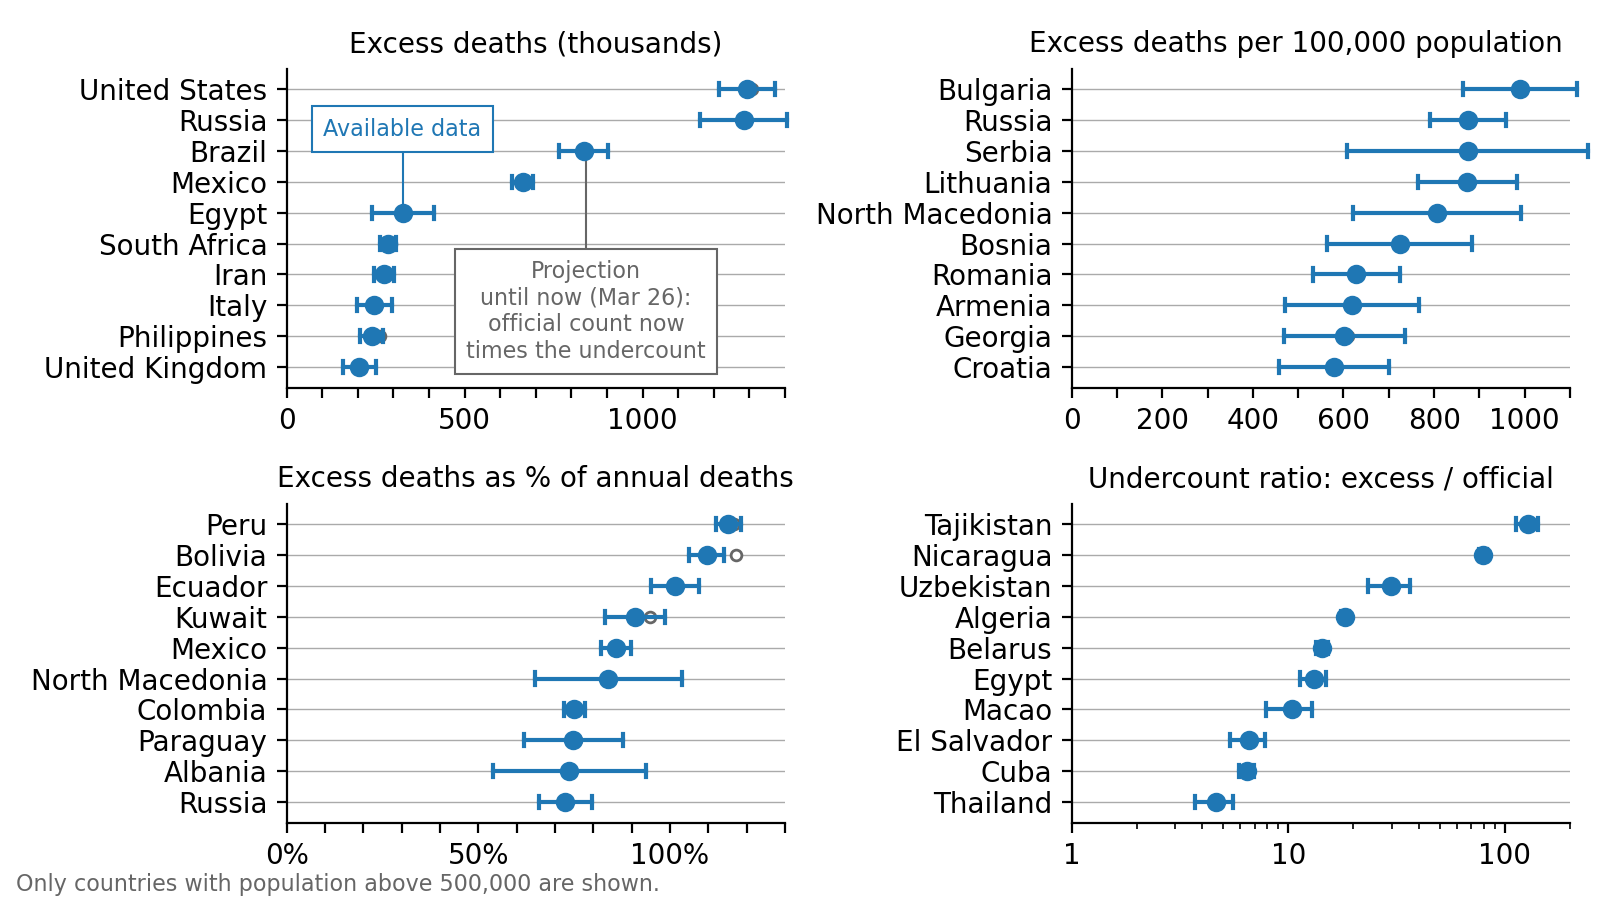 Excess deaths (thousands)
United States
Russia
Brazil
Mexico
Egypt
South Africa
Iran
Italy
Philippines
United Kingdom
Available data
Projection
until now (Mar 26):
official count now
times the undercount
0 500 1000
Excess deaths per 100,000 population
Bulgaria
Russia
Serbia
Lithuania
North Macedonia
Bosnia
Romania
Armenia
Georgia
Croatia
0 200 400 600 800 1000
Excess deaths as % of annual deaths
Peru
Bolivia
Ecuador
Kuwait
Mexico
North Macedonia
Colombia
Paraguay
Albania
Russia
0% 50% 100%
Undercount ratio: excess / official
Tajikistan
Nicaragua
Uzbekistan
Algeria
Belarus
Egypt
Macao
El Salvador
Cuba
Thailand
1 10 100
Only countries with population above 500,000 are shown.